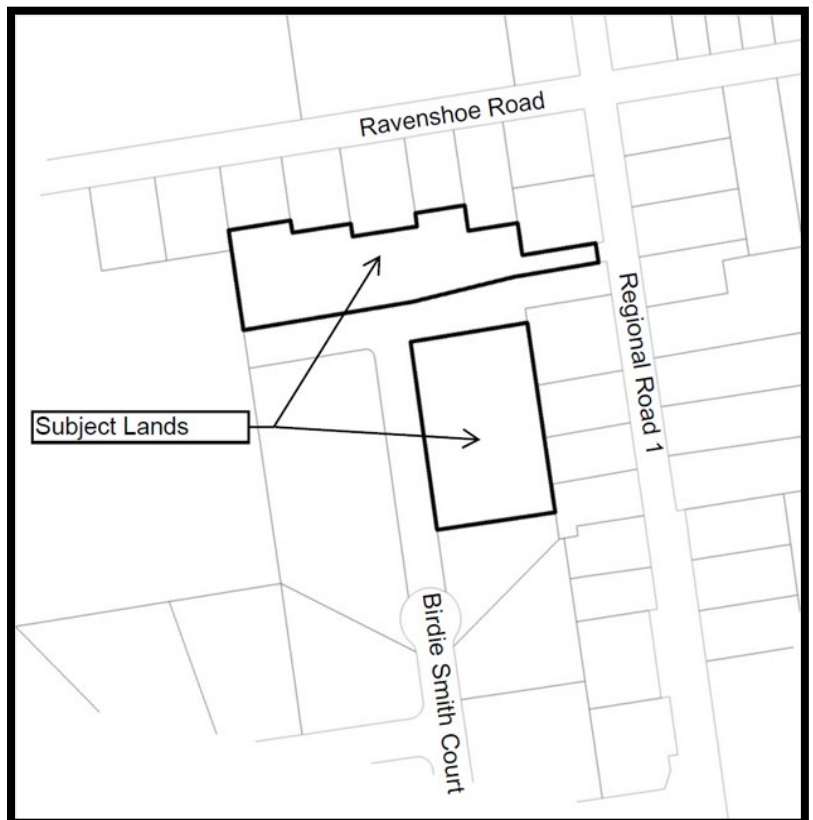 Ravenshoe Road
Regional Road 1
Subject Lands
Birdie Smith Court